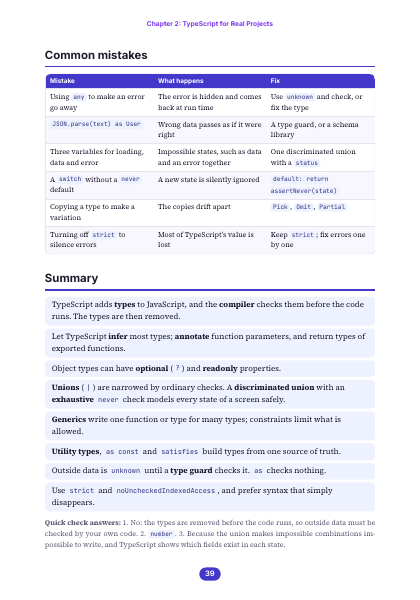 Chapter 2: TypeScript for Real Projects
Common mistakes
Mistake What happens Fix
Using any to make an error go away The error is hidden and comes back at run time Use unknown and check, or fix the type
JSON.parse(text) as User Wrong data passes as if it were right A type guard, or a schema library
Three variables for loading, data and error Impossible states, such as data and an error together One discriminated union with a status
A switch without a never default A new state is silently ignored default: return assertNever(state)
Copying a type to make a variation The copies drift apart Pick, Omit, Partial
Turning off strict to silence errors Most of TypeScript's value is lost Keep strict; fix errors one by one
Summary
TypeScript adds types to JavaScript, and the compiler checks them before the code
runs. The types are then removed.
Let TypeScript infer most types; annotate function parameters, and return types of
exported functions.
Object types can have optional (?) and readonly properties.
Unions (|) are narrowed by ordinary checks. A discriminated union with an
exhaustive never check models every state of a screen safely.
Generics write one function or type for many types; constraints limit what is
allowed.
Utility types, as const and satisfies build types from one source of truth.
Outside data is unknown until a type guard checks it. as checks nothing.
Use strict and noUncheckedIndexedAccess, and prefer syntax that simply
disappears.
Quick check answers: 1. No: the types are removed before the code runs, so outside data must be
checked by your own code. 2. number. 3. Because the union makes impossible combinations im-
possible to write, and TypeScript shows which fields exist in each state.
39